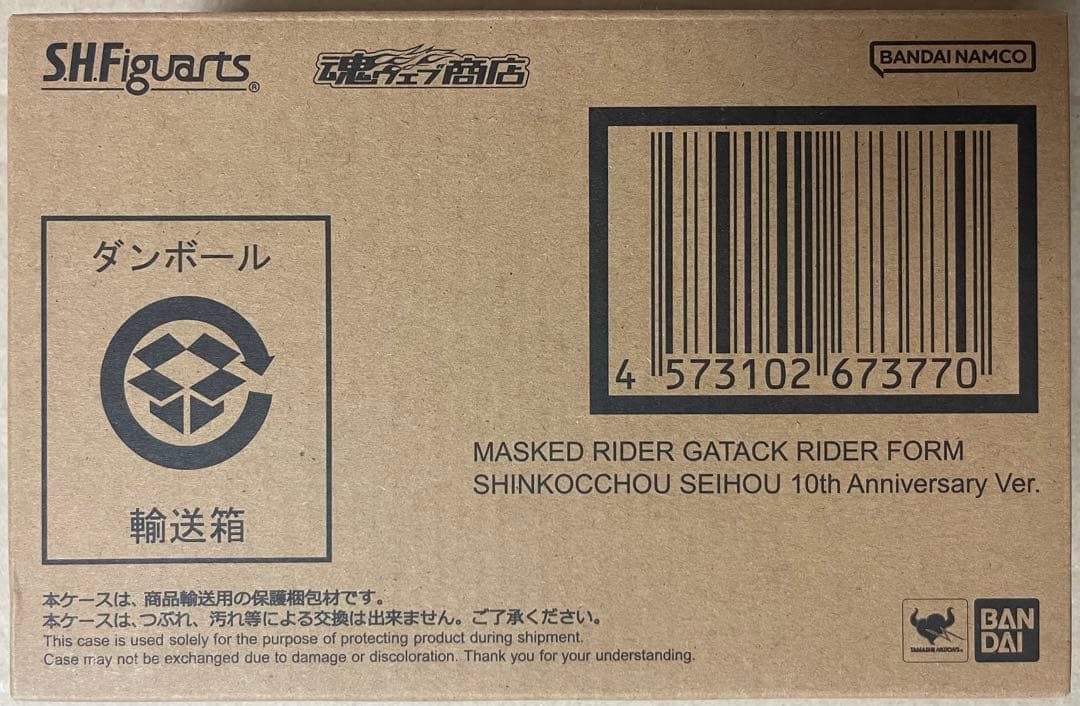 S.H.Figuarts®
魂ウェブ商店
BANDAI NAMCO
4 573102 673770
MASKED RIDER GATACK RIDER FORM
SHINKOCCHOU SEIHOU 10th Anniversary Ver.
ダンボール
輸送箱
本ケースは、商品輸送用の保護梱包材です。
本ケースは、つぶれ、汚れ等による交換は出来ません。ご了承ください。
This case is used solely for the purpose of protecting product during shipment.
Case may not be exchanged due to damage or discoloration. Thank you for your understanding.
TAMASHII NATIONS®
BAN
DAI